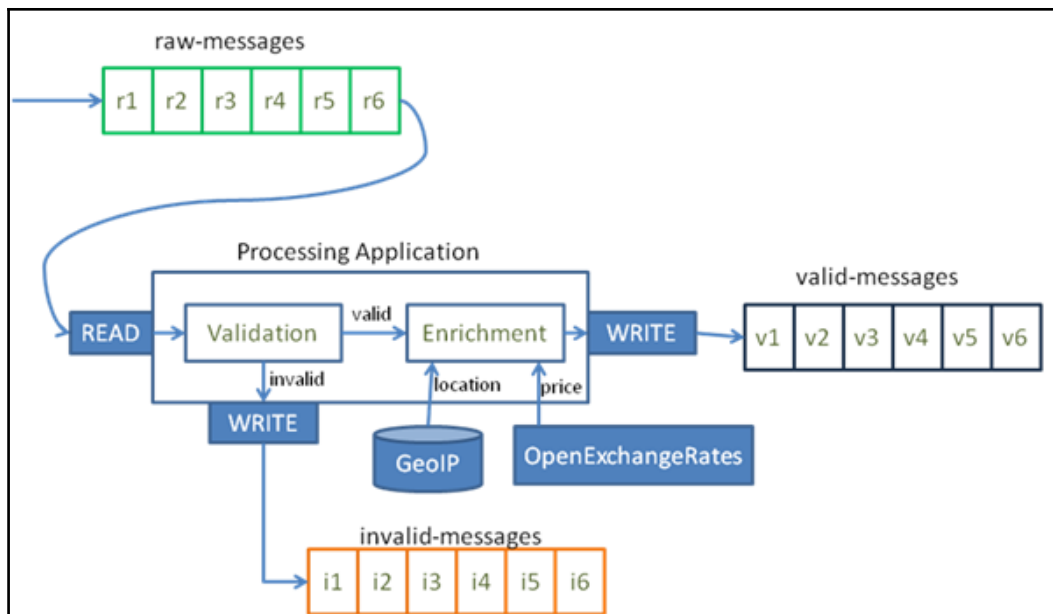 raw-messages
r1 r2 r3 r4 r5 r6
Processing Application
valid-messages
READ
Validation
valid
Enrichment
WRITE
v1 v2 v3 v4 v5 v6
invalid
location
price
WRITE
GeoIP
OpenExchangeRates
invalid-messages
i1 i2 i3 i4 i5 i6